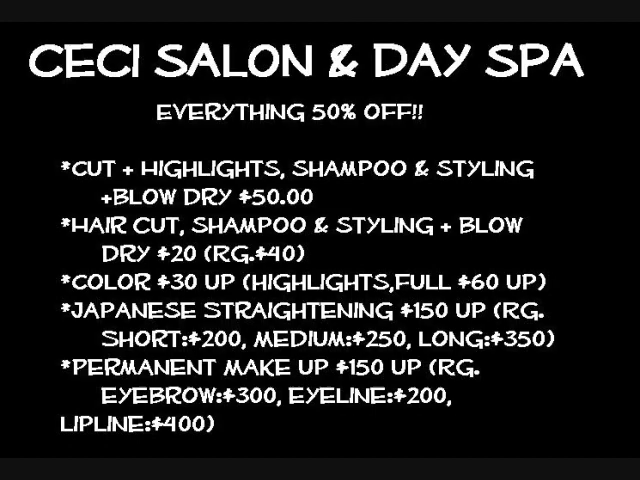 CECI SALON & DAY SPA
EVERYTHING 50% OFF!!
*CUT + HIGHLIGHTS, SHAMPOO & STYLING
+BLOW DRY $50.00
*HAIR CUT, SHAMPOO & STYLING + BLOW
DRY $20 (RG.$40)
*COLOR $30 UP (HIGHLIGHTS,FULL $60 UP)
*JAPANESE STRAIGHTENING $150 UP (RG.
SHORT:$200, MEDIUM:$250, LONG:$350)
*PERMANENT MAKE UP $150 UP (RG.
EYEBROW:$300, EYELINE:$200,
LIPLINE:$400)